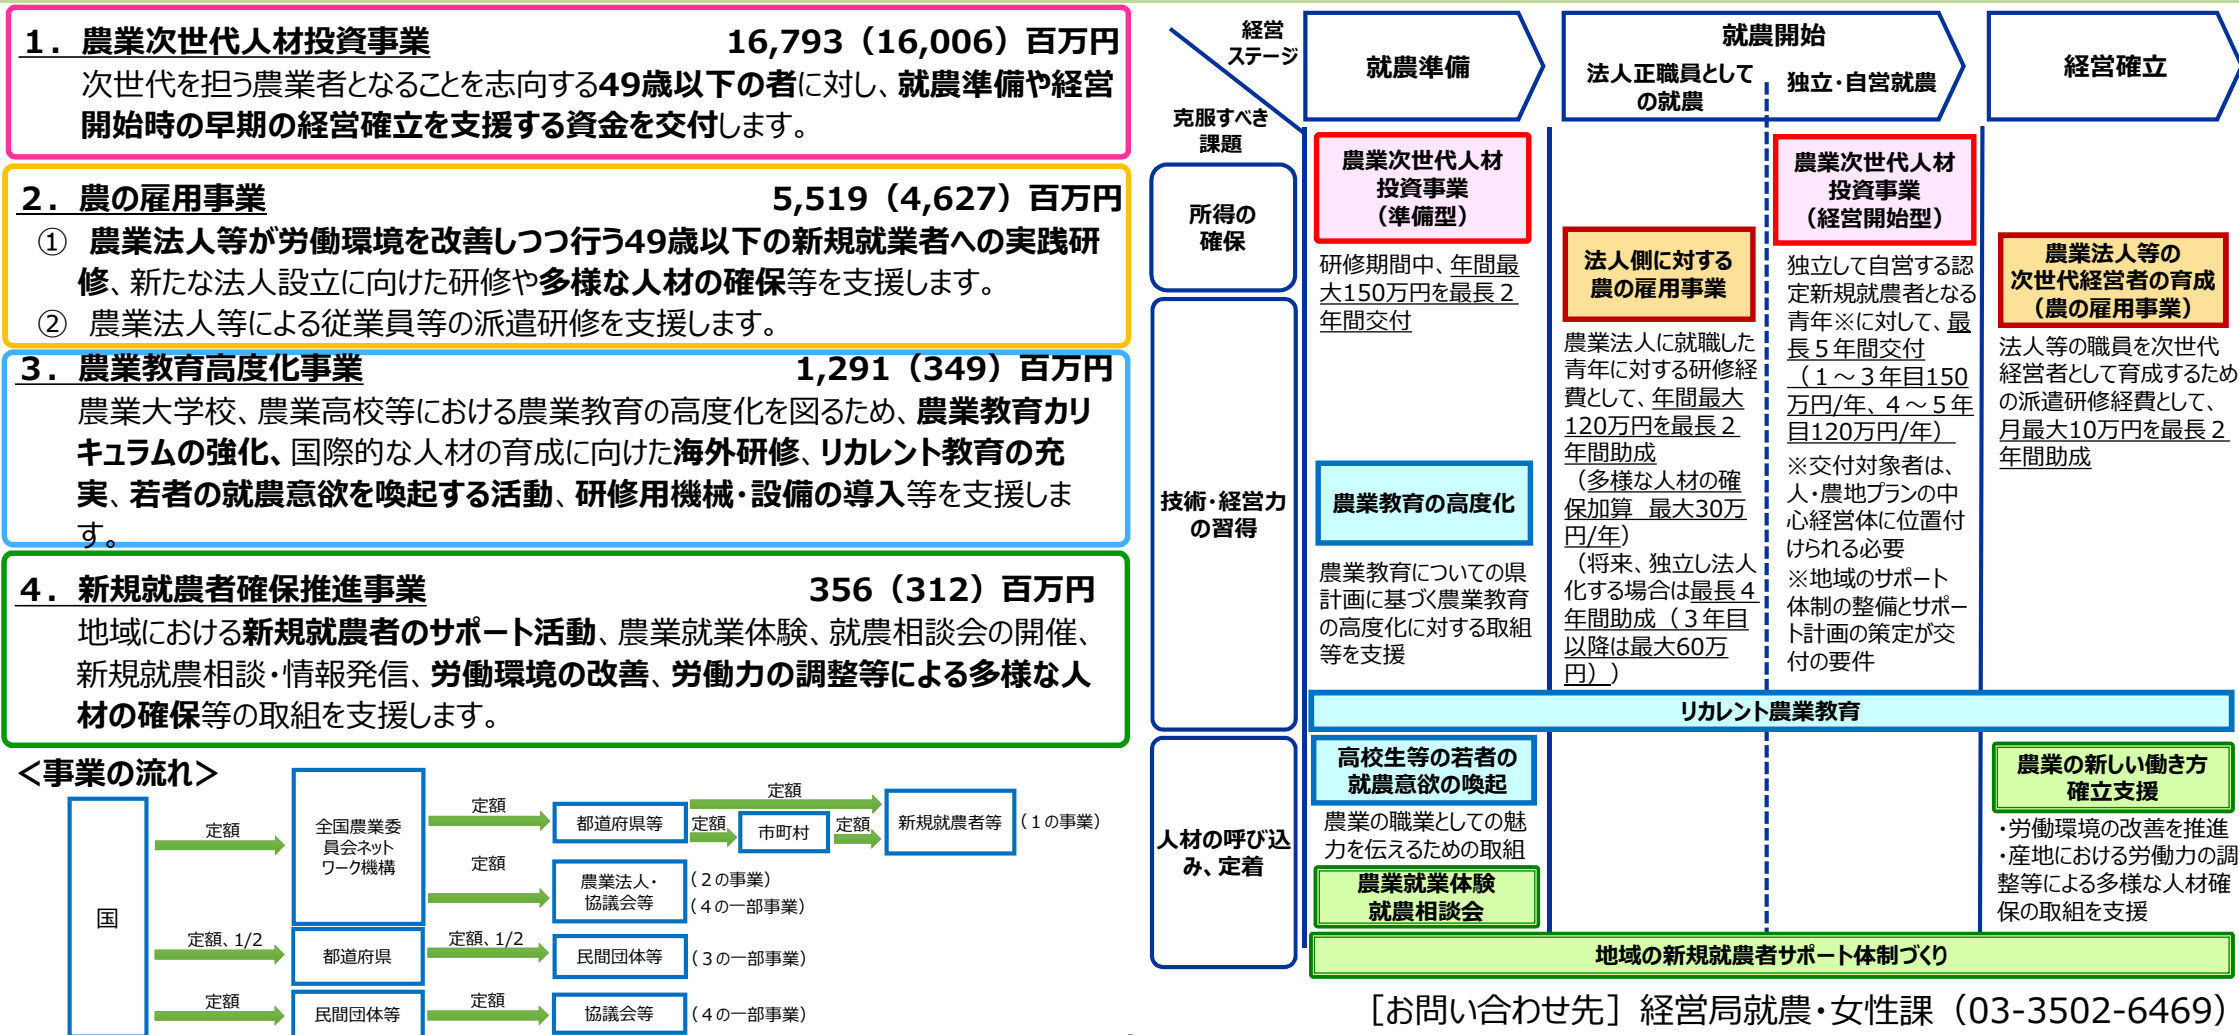 1．農業次世代人材投資事業　16,793（16,006）百万円
次世代を担う農業者となることを志向する49歳以下の者に対し、就農準備や経営
開始時の早期の経営確立を支援する資金を交付します。
2．農の雇用事業　5,519（4,627）百万円
① 農業法人等が労働環境を改善しつつ行う49歳以下の新規就業者への実践研
修、新たな法人設立に向けた研修や多様な人材の確保等を支援します。
② 農業法人等による従業員等の派遣研修を支援します。
3．農業教育高度化事業　1,291（349）百万円
農業大学校、農業高校等における農業教育の高度化を図るため、農業教育カリ
キュラムの強化、国際的な人材の育成に向けた海外研修、リカレント教育の充
実、若者の就農意欲を喚起する活動、研修用機械・設備の導入等を支援しま
す。
4．新規就農者確保推進事業　356（312）百万円
地域における新規就農者のサポート活動、農業就業体験、就農相談会の開催、
新規就農相談・情報発信、労働環境の改善、労働力の調整等による多様な人
材の確保等の取組を支援します。
＜事業の流れ＞
国
定額
全国農業委
員会ネット
ワーク機構
定額
都道府県等
定額
定額
市町村
定額
新規就農者等
（1の事業）
定額
農業法人・
協議会等
（2の事業）
（4の一部事業）
定額、1/2
都道府県
定額、1/2
民間団体等
（3の一部事業）
定額
民間団体等
定額
協議会等
（4の一部事業）
経営
ステージ
克服すべき
課題
就農準備
就農開始
法人正職員として
の就農
独立・自営就農
経営確立
所得の
確保
技術・経営力
の習得
人材の呼び込
み、定着
農業次世代人材
投資事業
（準備型）
研修期間中、年間最
大150万円を最長２
年間交付
農業教育の高度化
農業教育についての県
計画に基づく農業教育
の高度化に対する取組
等を支援
法人側に対する
農の雇用事業
農業法人に就職した
青年に対する研修経
費として、年間最大
120万円を最長２
年間助成
（多様な人材の確
保加算　最大30万
円/年）
（将来、独立し法人
化する場合は最長４
年間助成（３年目
以降は最大60万
円））
農業次世代人材
投資事業
（経営開始型）
独立して自営する認
定新規就農者となる
青年※に対して、最
長５年間交付
（１～３年目150
万円/年、４～５年
目120万円/年）
※交付対象者は、
人・農地プランの中
心経営体に位置付
けられる必要
※地域のサポート
体制の整備とサポー
ト計画の策定が交
付の要件
農業法人等の
次世代経営者の育成
（農の雇用事業）
法人等の職員を次世代
経営者として育成するため
の派遣研修経費として、
月最大10万円を最長２
年間助成
リカレント農業教育
高校生等の若者の
就農意欲の喚起
農業の職業としての魅
力を伝えるための取組
農業就業体験
就農相談会
農業の新しい働き方
確立支援
・労働環境の改善を推進
・産地における労働力の調
整等による多様な人材確
保の取組を支援
地域の新規就農者サポート体制づくり
［お問い合わせ先］経営局就農・女性課（03-3502-6469）